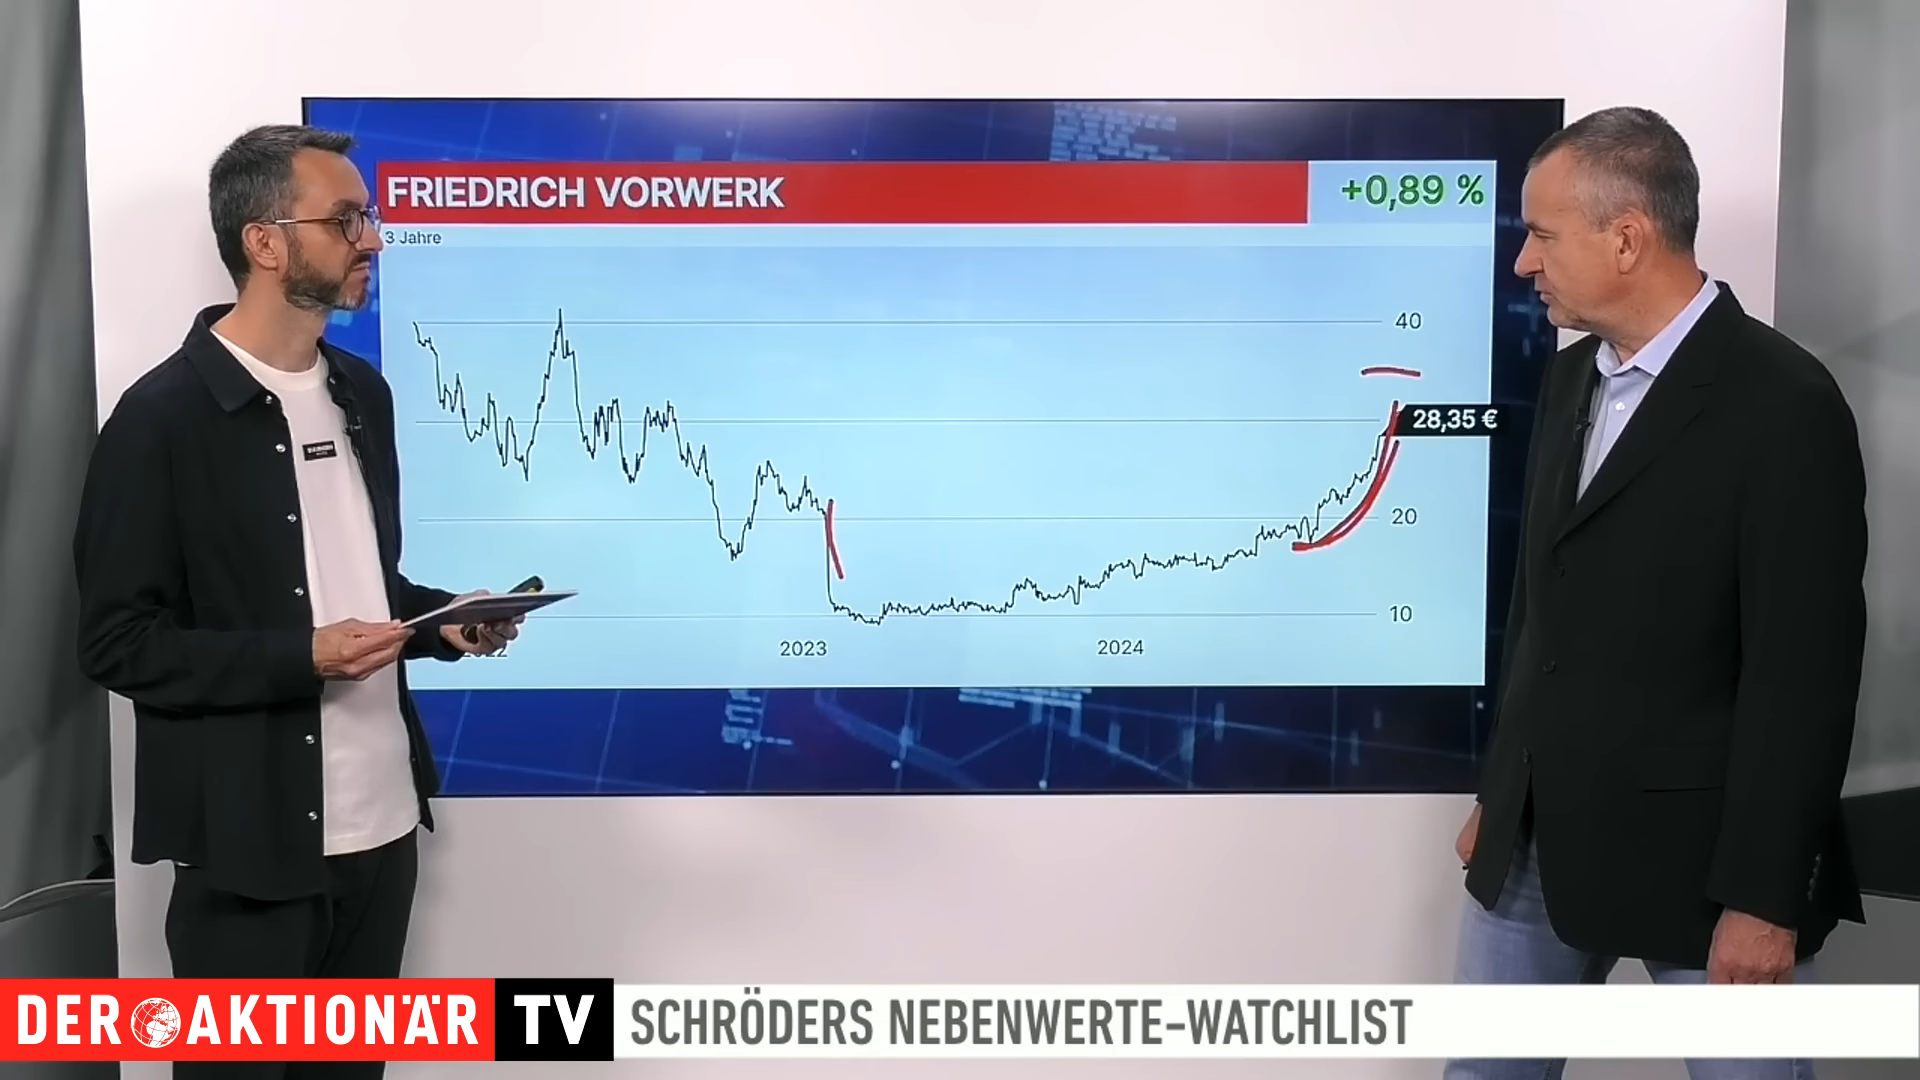 FRIEDRICH VORWERK
+0,89 %
3 Jahre
40
28,35 €
20
10
2023
2024
DER AKTIONÄR TV
SCHRÖDERS NEBENWERTE-WATCHLIST